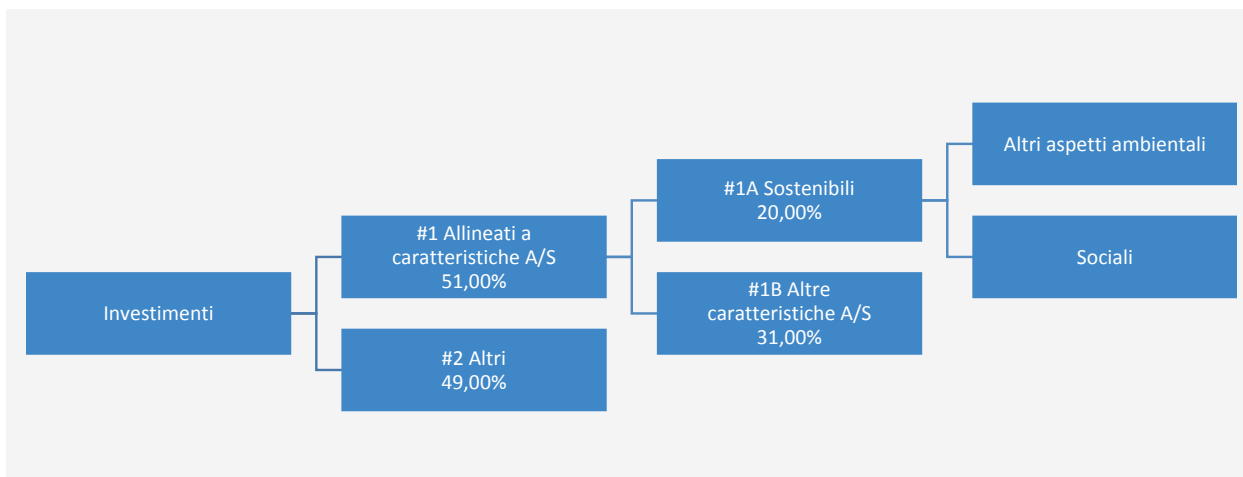 Investimenti
#1 Allineati a
caratteristiche A/S
51,00%
#2 Altri
49,00%
#1A Sostenibili
20,00%
#1B Altre
caratteristiche A/S
31,00%
Altri aspetti ambientali
Sociali